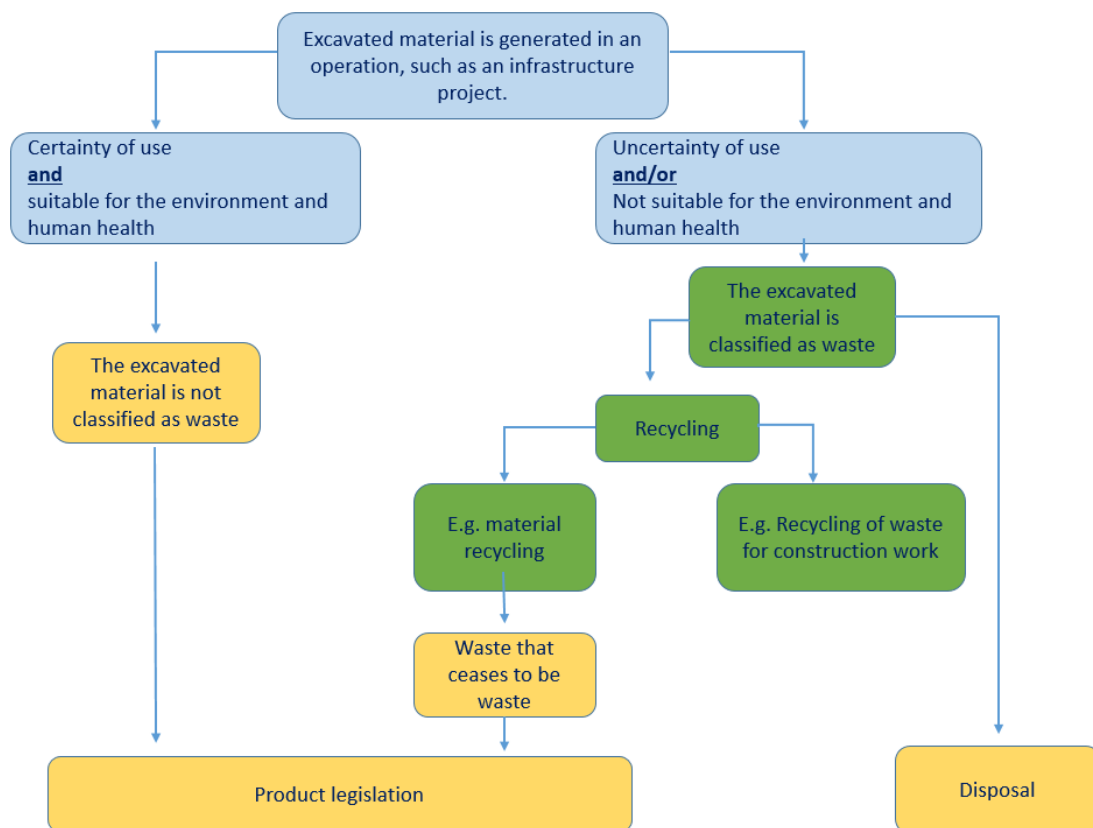 Excavated material is generated in an
operation, such as an infrastructure
project.
Certainty of use
and
suitable for the environment and
human health
Uncertainty of use
and/or
Not suitable for the environment and
human health
The excavated
material is
classified as waste
The excavated
material is not
classified as waste
Recycling
E.g. material
recycling
E.g. Recycling of waste
for construction work
Waste that
ceases to be
waste
Product legislation
Disposal